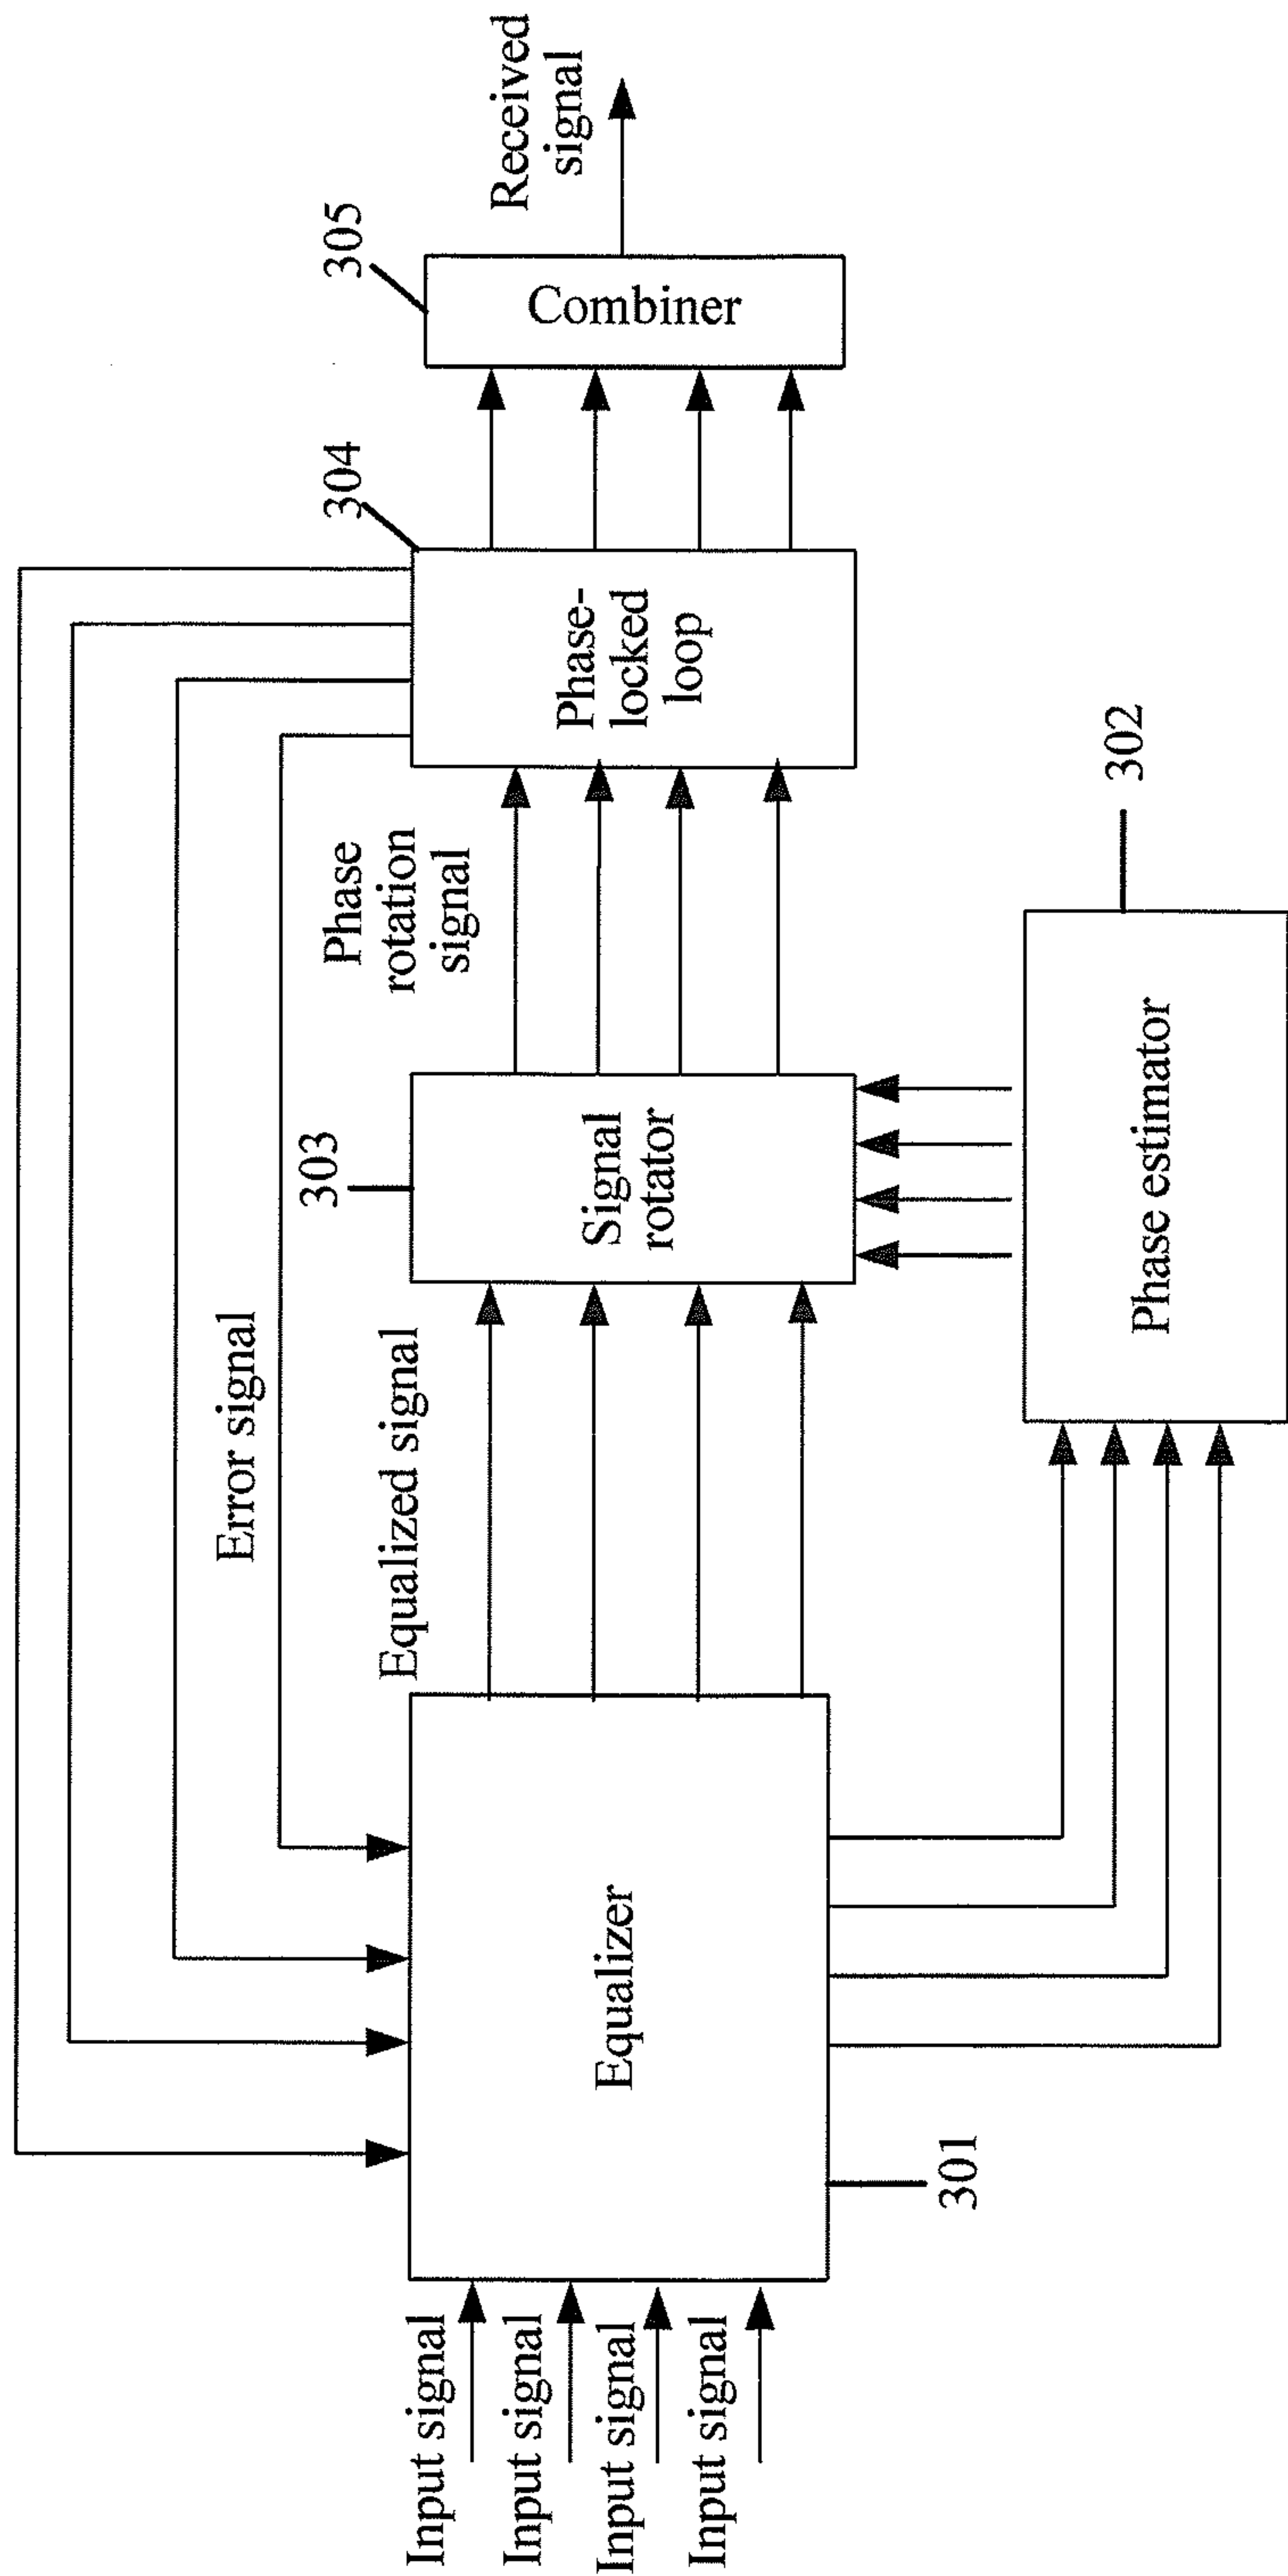 Error signal
Input signal
Input signal
Input signal
Input signal
Equalizer
301
Equalized signal
303
Signal
rotator
Phase
rotation
signal
304
Phase-
locked
loop
305
Combiner
Received
signal
Phase estimator
302